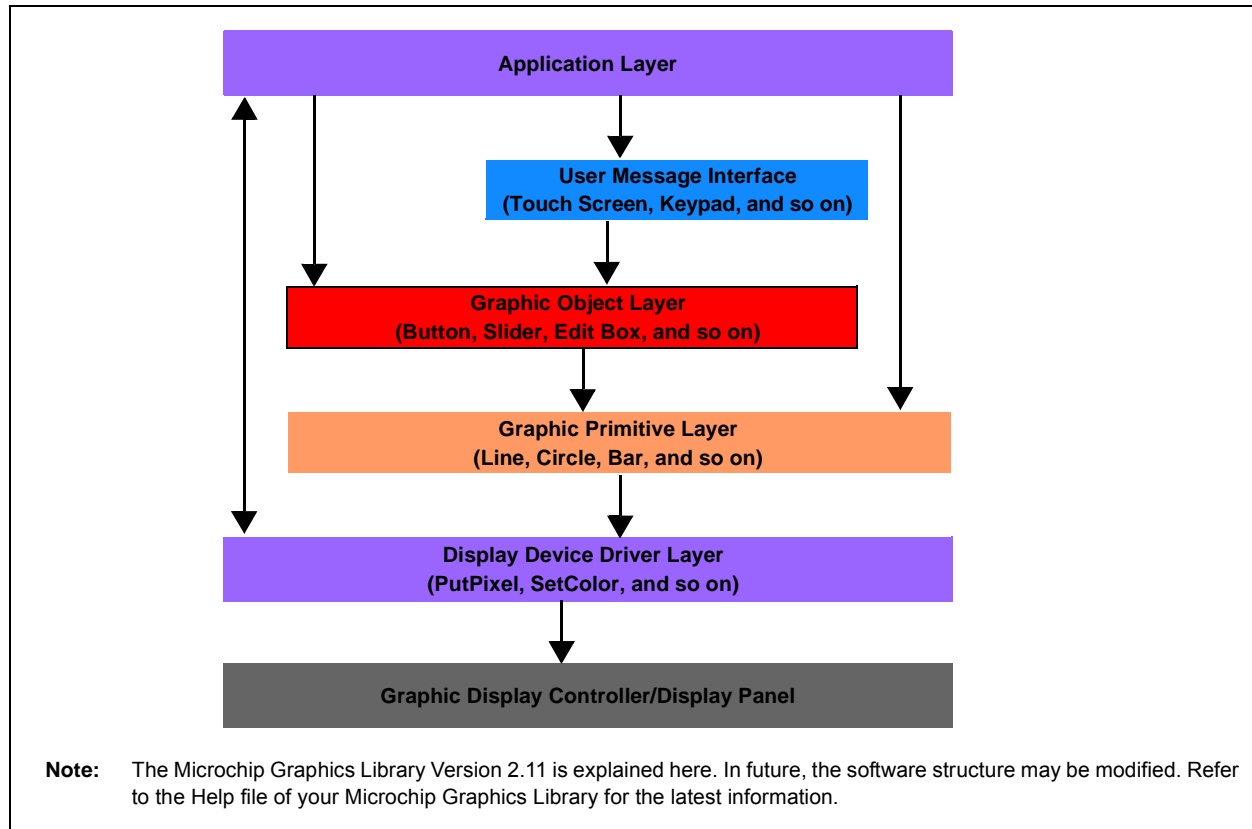 Application Layer
User Message Interface
(Touch Screen, Keypad, and so on)
Graphic Object Layer
(Button, Slider, Edit Box, and so on)
Graphic Primitive Layer
(Line, Circle, Bar, and so on)
Display Device Driver Layer
(PutPixel, SetColor, and so on)
Graphic Display Controller/Display Panel
Note: The Microchip Graphics Library Version 2.11 is explained here. In future, the software structure may be modified. Refer
to the Help file of your Microchip Graphics Library for the latest information.